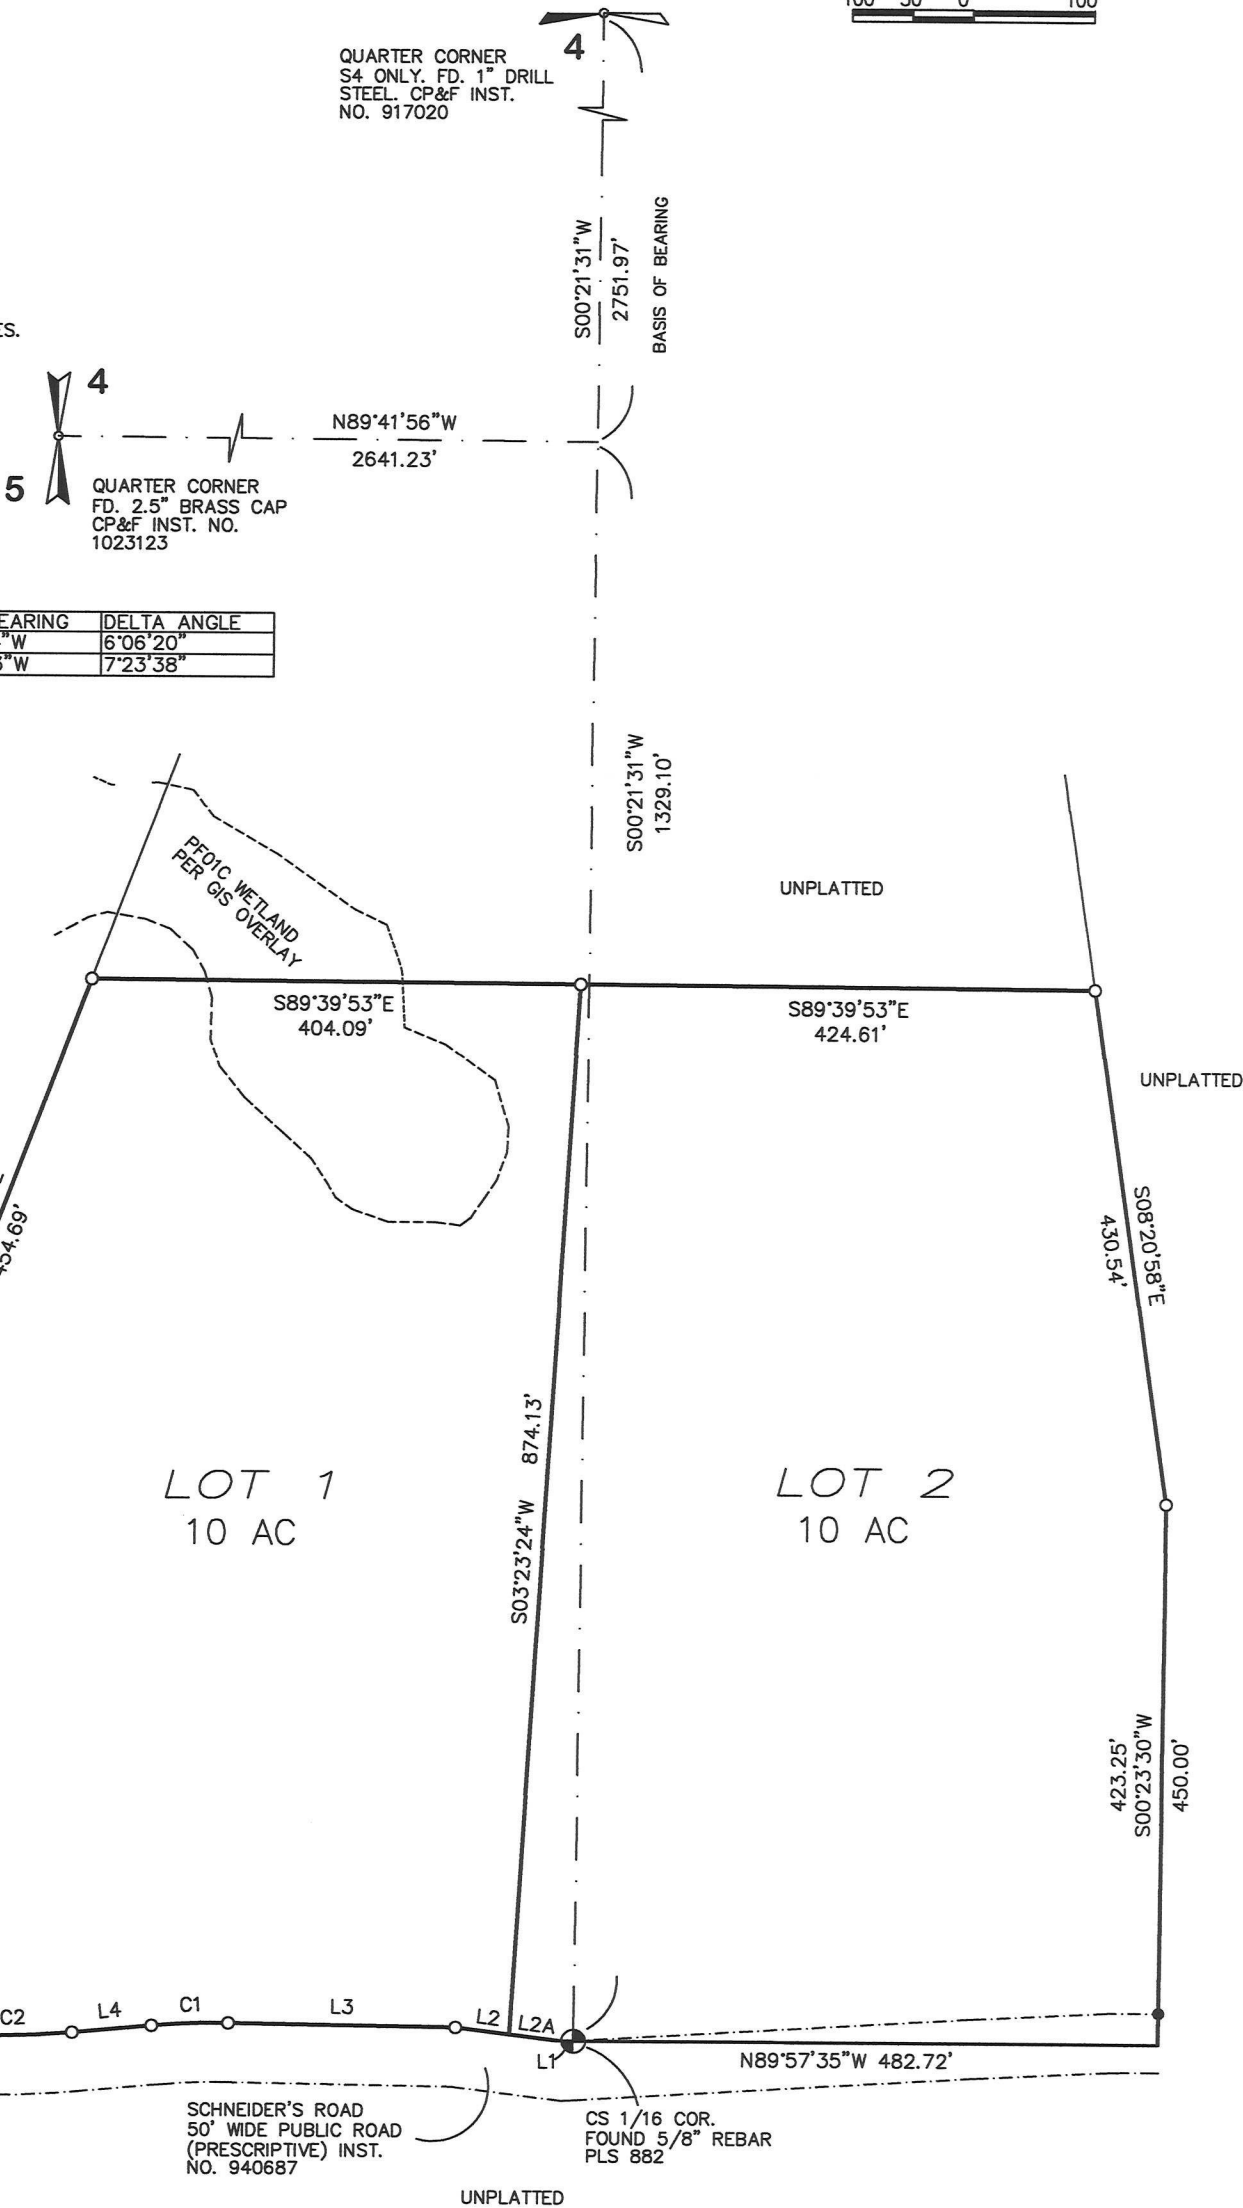 100 50 0 100
4
QUARTER CORNER
S4 ONLY. FD. 1" DRILL
STEEL. CP&F INST.
NO. 917020
S00°21'31"W
2751.97'
BASIS OF BEARING
4
N89°41'56"W
2641.23'
5
QUARTER CORNER
FD. 2.5" BRASS CAP
CP&F INST. NO.
1023123
DELTA ANGLE
"W 6°06'20"
"W 7°23'38"
S00°21'31"W
1329.10'
UNPLATTED
PF01C WETLAND
PER GIS OVERLAY
S89°39'53"E
404.09'
S89°39'53"E
424.61'
UNPLATTED
S08°20'58"E
430.54'
54.69'
S03°23'24"W 874.13'
LOT 1
10 AC
LOT 2
10 AC
423.25'
S00°23'30"W
450.00'
C2 L4 C1 L3 L2 L2A
L1
N89°57'35"W 482.72'
SCHNEIDER'S ROAD
50' WIDE PUBLIC ROAD
(PRESCRIPTIVE) INST.
NO. 940687
CS 1/16 COR.
FOUND 5/8" REBAR
PLS 882
UNPLATTED